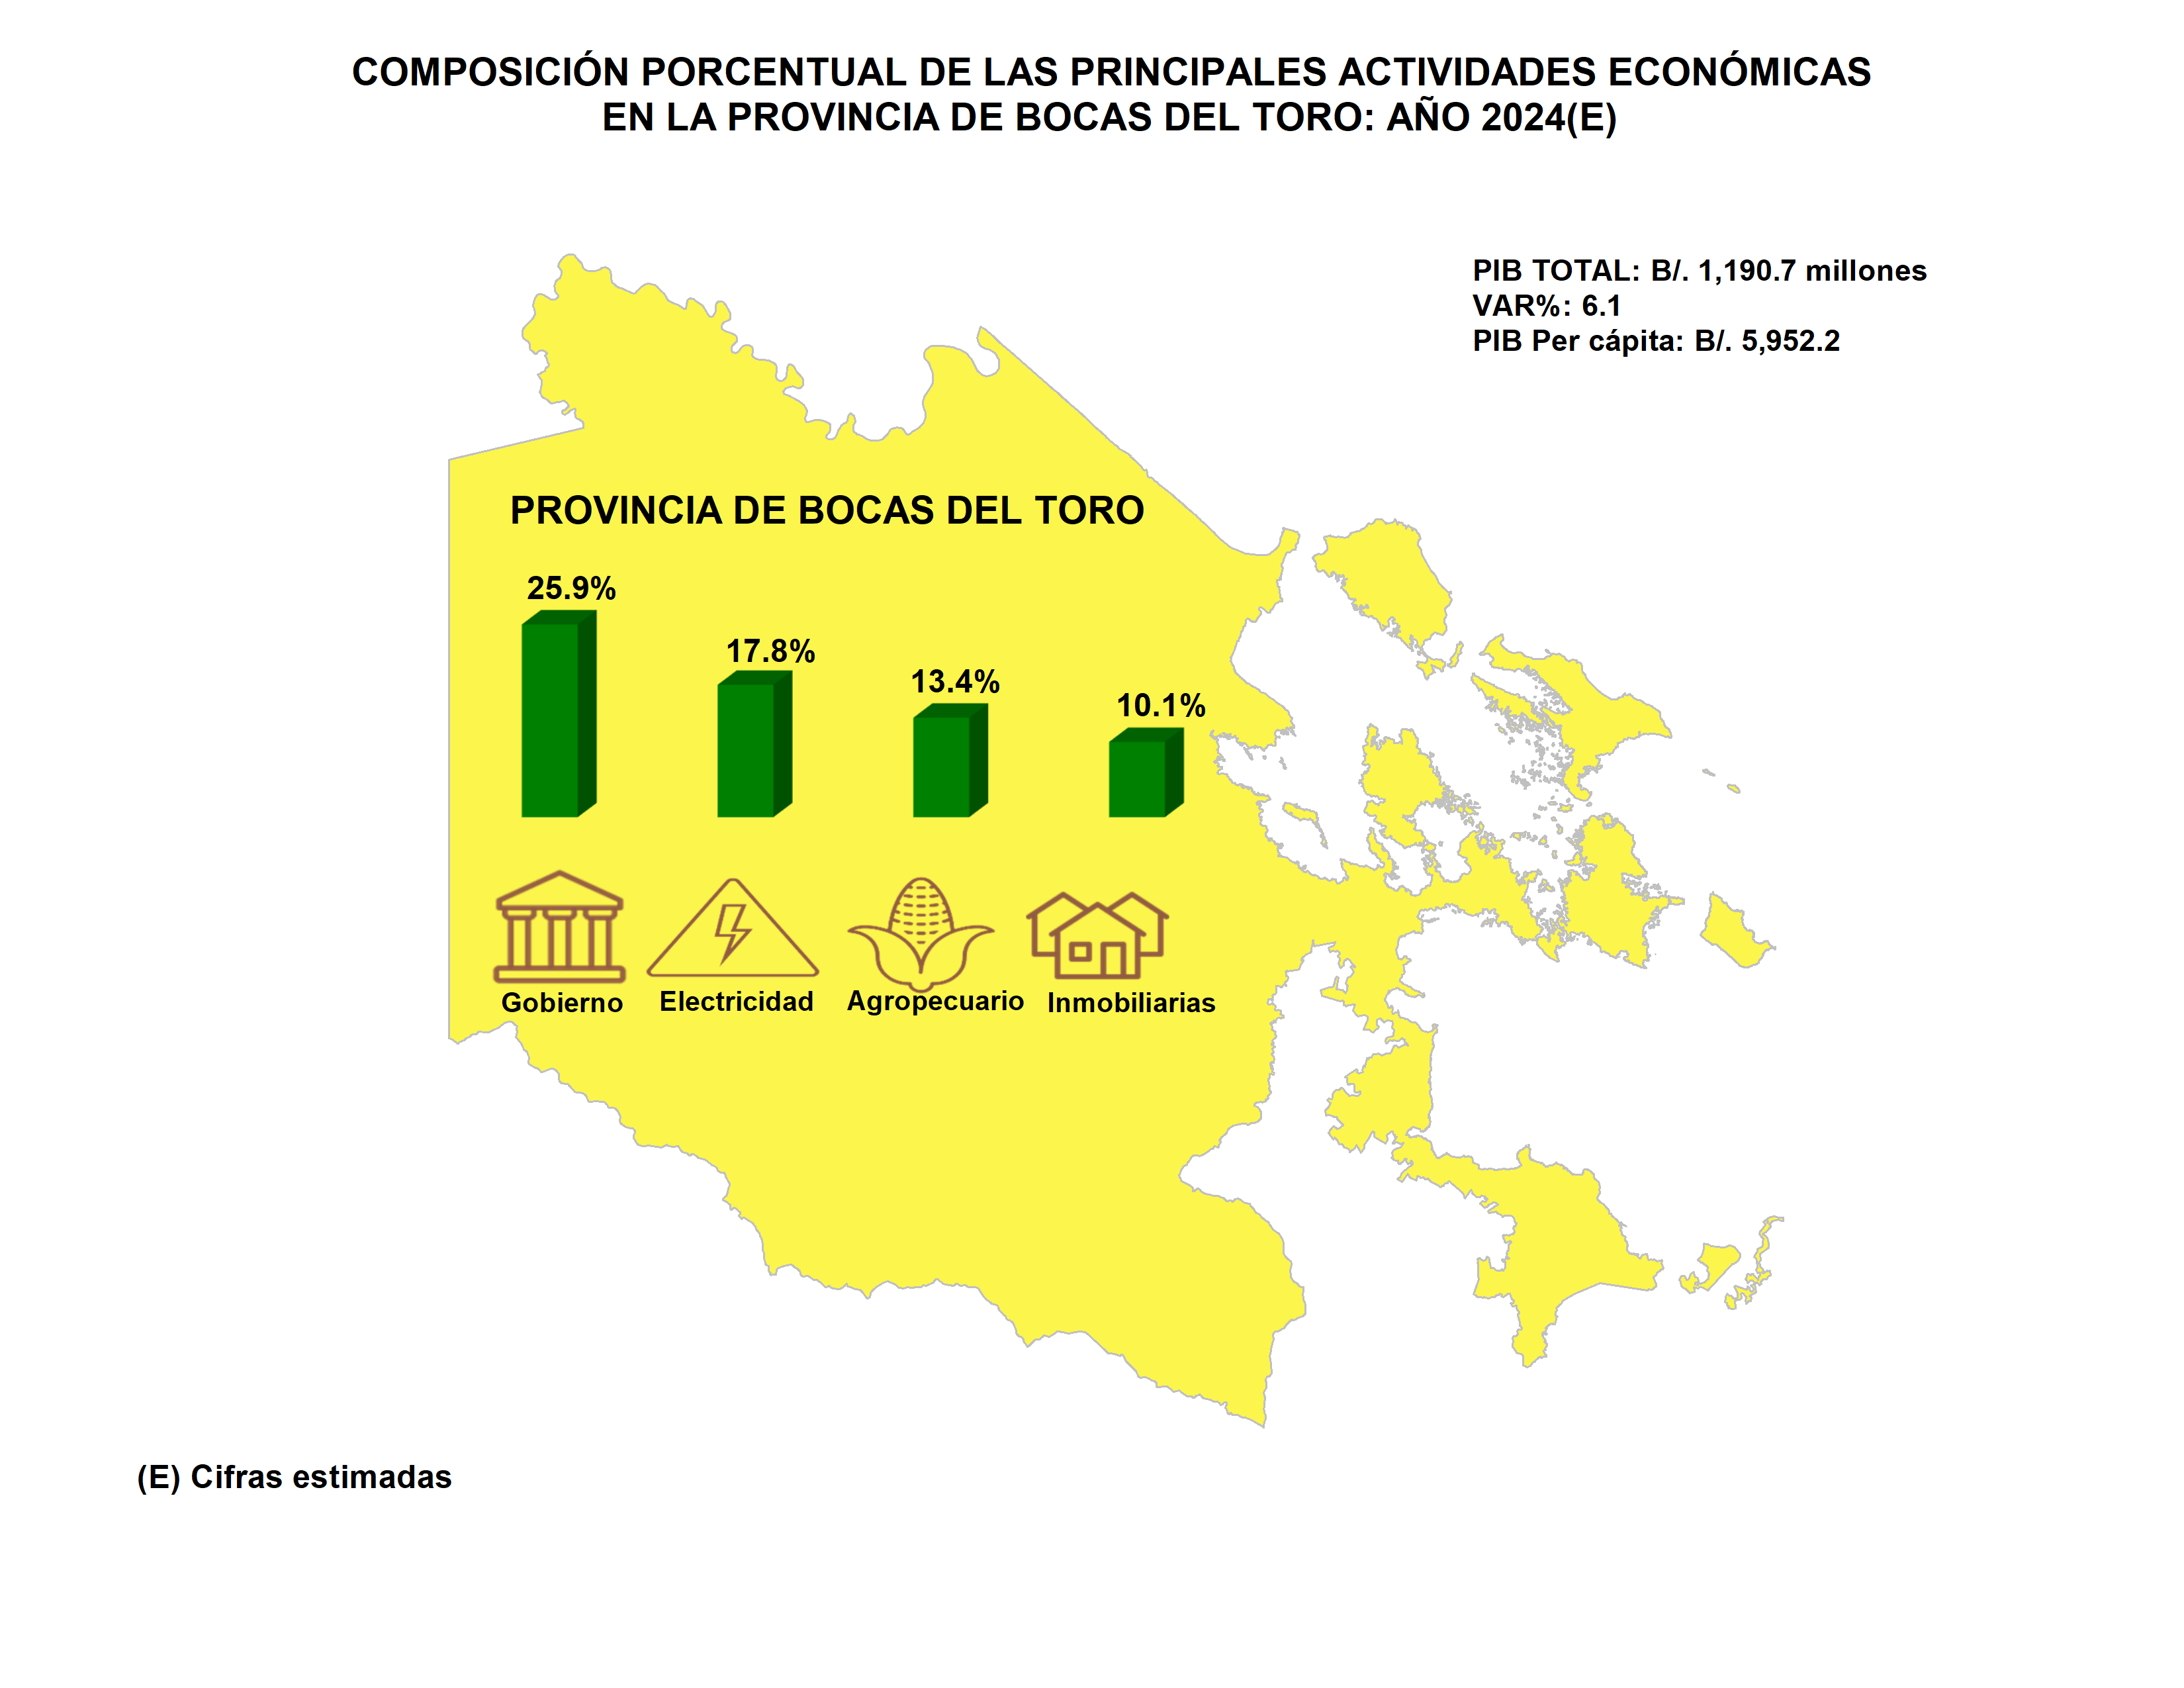 COMPOSICIÓN PORCENTUAL DE LAS PRINCIPALES ACTIVIDADES ECONÓMICAS
EN LA PROVINCIA DE BOCAS DEL TORO: AÑO 2024(E)
PIB TOTAL: B/. 1,190.7 millones
VAR%: 6.1
PIB Per cápita: B/. 5,952.2
PROVINCIA DE BOCAS DEL TORO
25.9%
17.8%
13.4%
10.1%
Gobierno
Electricidad
Agropecuario
Inmobiliarias
(E) Cifras estimadas